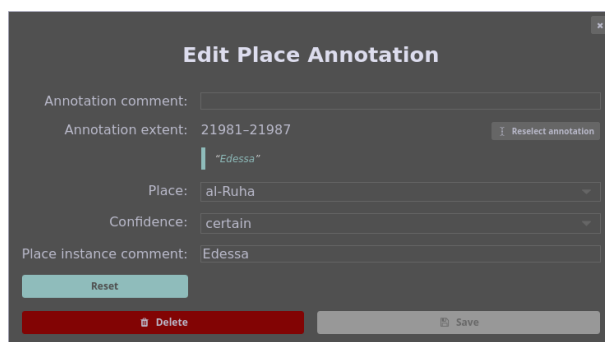 ×
Edit Place Annotation
Annotation comment:
Annotation extent: 21981–21987 Reselect annotation
“Edessa”
Place: al-Ruha
Confidence: certain
Place instance comment: Edessa
Reset
Delete Save